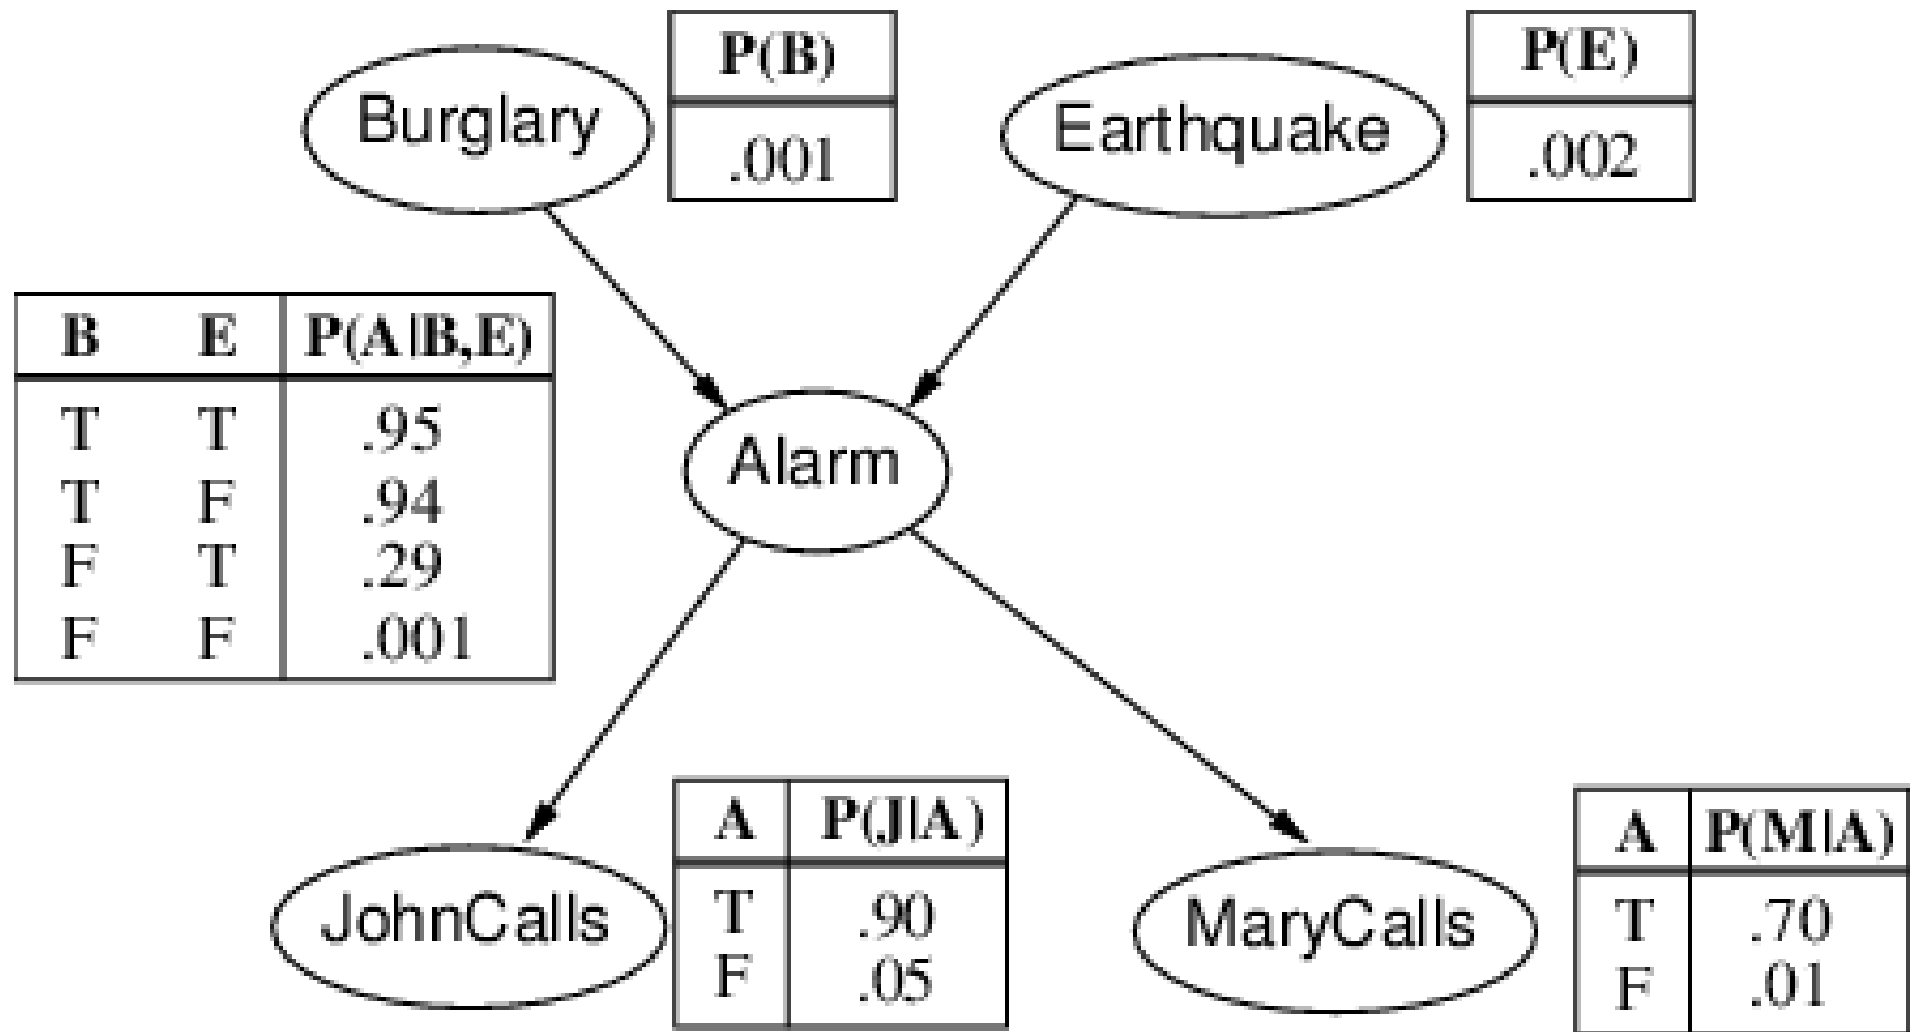 Burglary
P(B)
.001
Earthquake
P(E)
.002
B E P(A|B,E)
T T .95
T F .94
F T .29
F F .001
Alarm
JohnCalls
A P(J|A)
T .90
F .05
MaryCalls
A P(M|A)
T .70
F .01